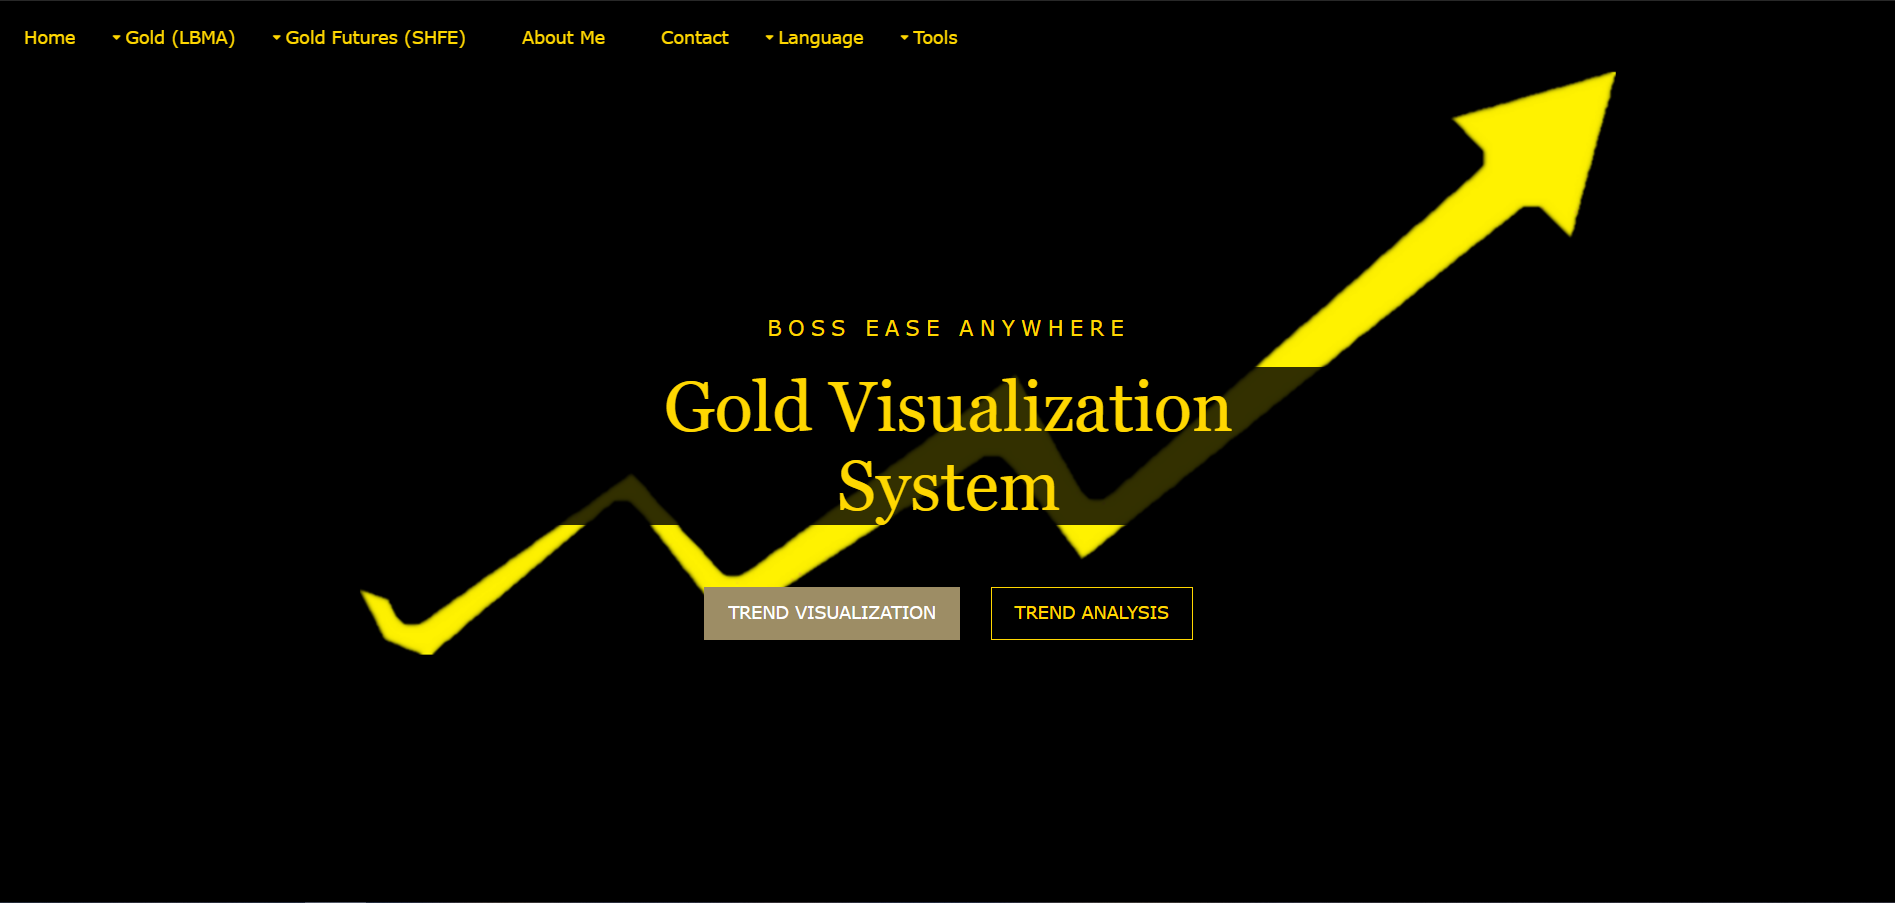 Home Gold (LBMA) Gold Futures (SHFE) About Me Contact Language Tools
BOSS EASE ANYWHERE
Gold Visualization
System
TREND VISUALIZATION TREND ANALYSIS